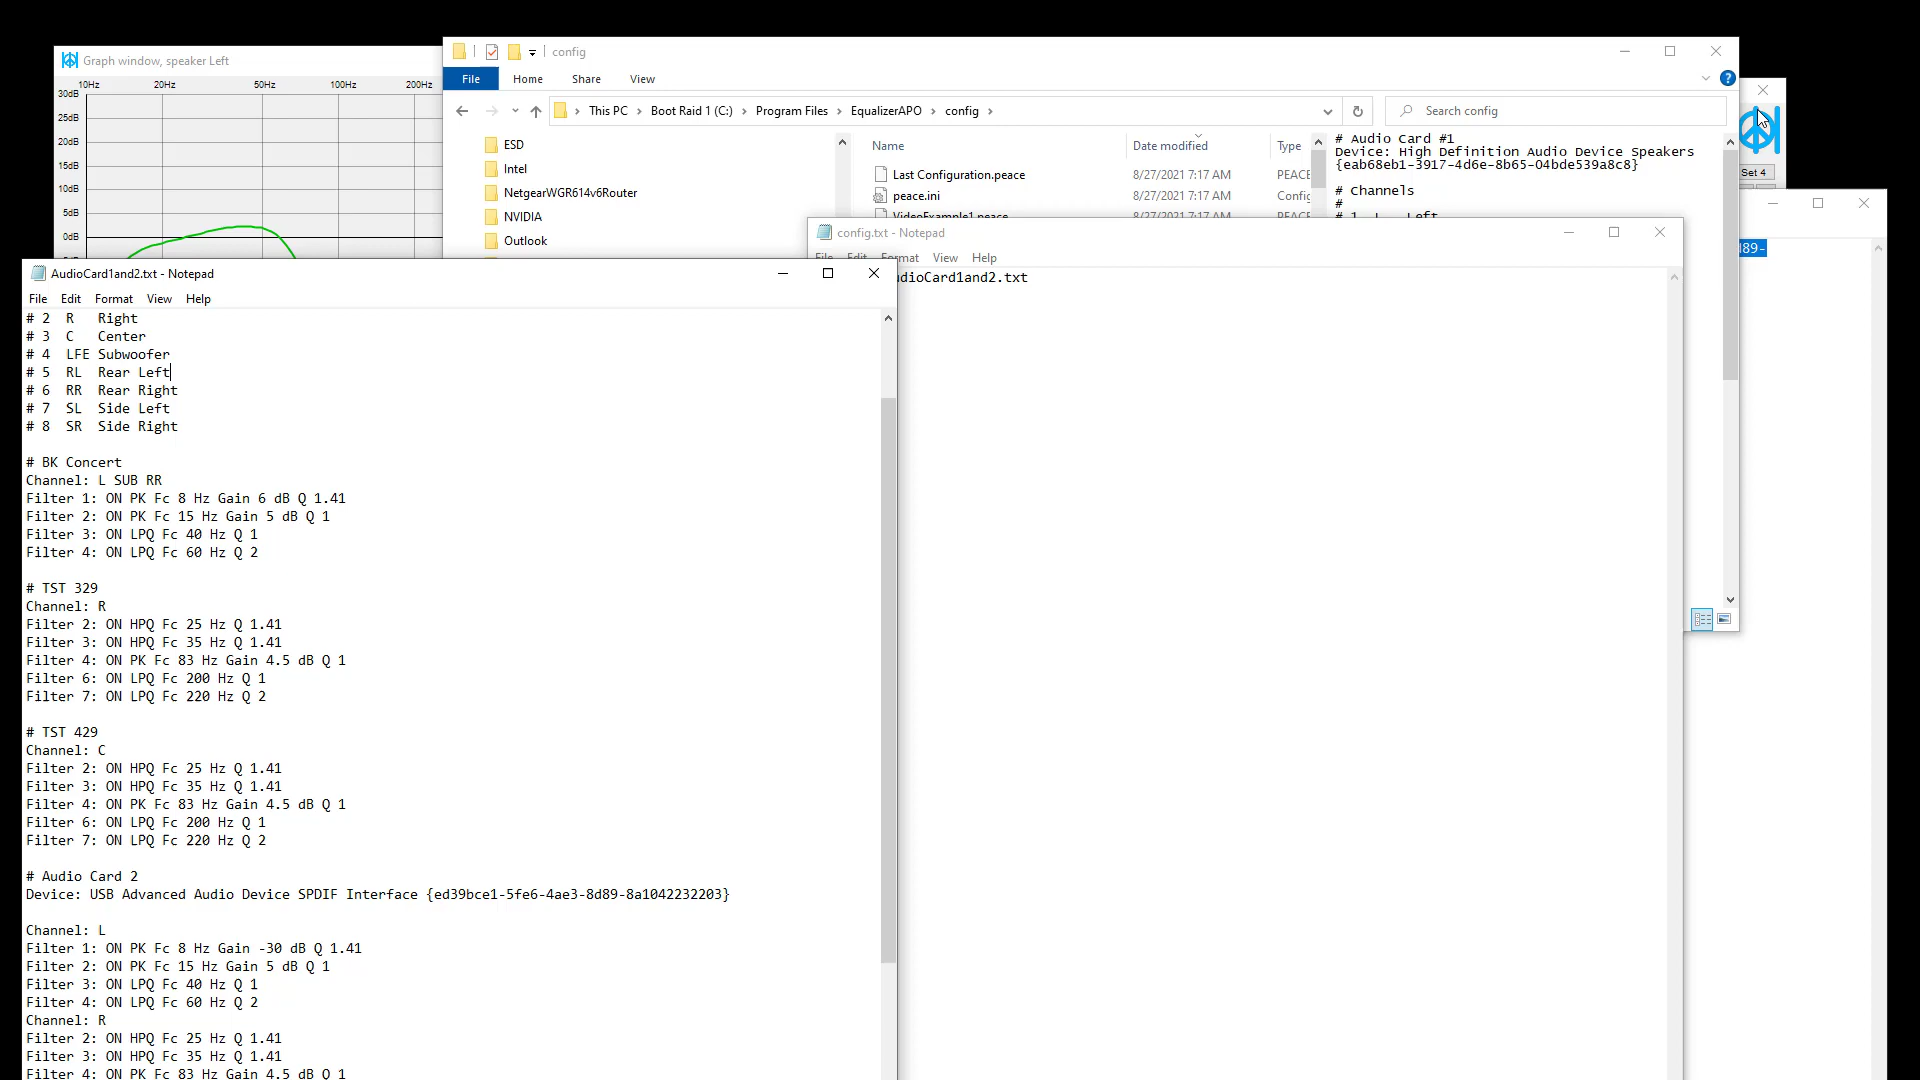 Graph window, speaker Left
10Hz 20Hz 50Hz 100Hz 200Hz
30dB
25dB
20dB
15dB
10dB
5dB
0dB
config
File Home Share View
This PC Boot Raid 1 (C:) Program Files EqualizerAPO config
Search config
ESD
Intel
NetgearWGR614v6Router
NVIDIA
Outlook
Name Date modified Type
Last Configuration.peace 8/27/2021 7:17 AM PEACE
peace.ini 8/27/2021 7:17 AM Config
VideoExample1.peace 8/27/2021 7:17 AM PEACE
# Audio Card #1
Device: High Definition Audio Device Speakers
{eab68eb1-3917-4d6e-8b65-04bde539a8c8}
# Channels
#
# 1 L Left
Set 4
d89-
config.txt - Notepad
File Edit Format View Help
udioCard1and2.txt
AudioCard1and2.txt - Notepad
File Edit Format View Help
# 2 R Right
# 3 C Center
# 4 LFE Subwoofer
# 5 RL Rear Left
# 6 RR Rear Right
# 7 SL Side Left
# 8 SR Side Right
# BK Concert
Channel: L SUB RR
Filter 1: ON PK Fc 8 Hz Gain 6 dB Q 1.41
Filter 2: ON PK Fc 15 Hz Gain 5 dB Q 1
Filter 3: ON LPQ Fc 40 Hz Q 1
Filter 4: ON LPQ Fc 60 Hz Q 2
# TST 329
Channel: R
Filter 2: ON HPQ Fc 25 Hz Q 1.41
Filter 3: ON HPQ Fc 35 Hz Q 1.41
Filter 4: ON PK Fc 83 Hz Gain 4.5 dB Q 1
Filter 6: ON LPQ Fc 200 Hz Q 1
Filter 7: ON LPQ Fc 220 Hz Q 2
# TST 429
Channel: C
Filter 2: ON HPQ Fc 25 Hz Q 1.41
Filter 3: ON HPQ Fc 35 Hz Q 1.41
Filter 4: ON PK Fc 83 Hz Gain 4.5 dB Q 1
Filter 6: ON LPQ Fc 200 Hz Q 1
Filter 7: ON LPQ Fc 220 Hz Q 2
# Audio Card 2
Device: USB Advanced Audio Device SPDIF Interface {ed39bce1-5fe6-4ae3-8d89-8a1042232203}
Channel: L
Filter 1: ON PK Fc 8 Hz Gain -30 dB Q 1.41
Filter 2: ON PK Fc 15 Hz Gain 5 dB Q 1
Filter 3: ON LPQ Fc 40 Hz Q 1
Filter 4: ON LPQ Fc 60 Hz Q 2
Channel: R
Filter 2: ON HPQ Fc 25 Hz Q 1.41
Filter 3: ON HPQ Fc 35 Hz Q 1.41
Filter 4: ON PK Fc 83 Hz Gain 4.5 dB Q 1